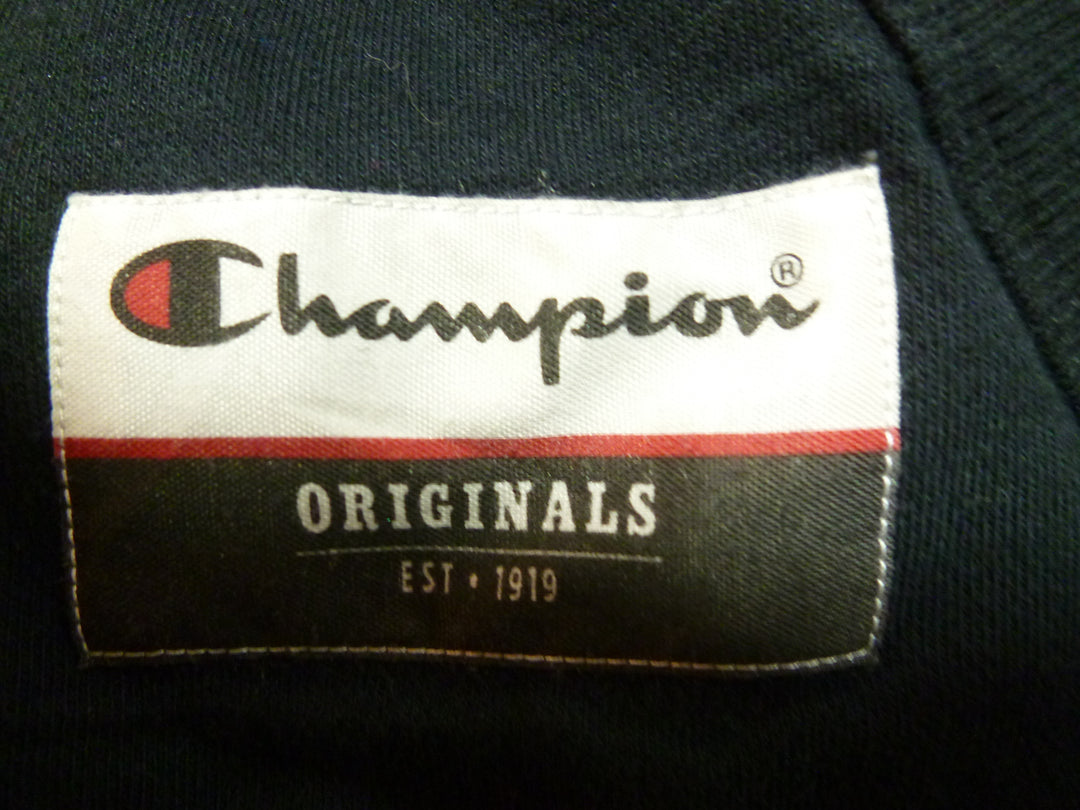 Champion®
ORIGINALS
EST • 1919